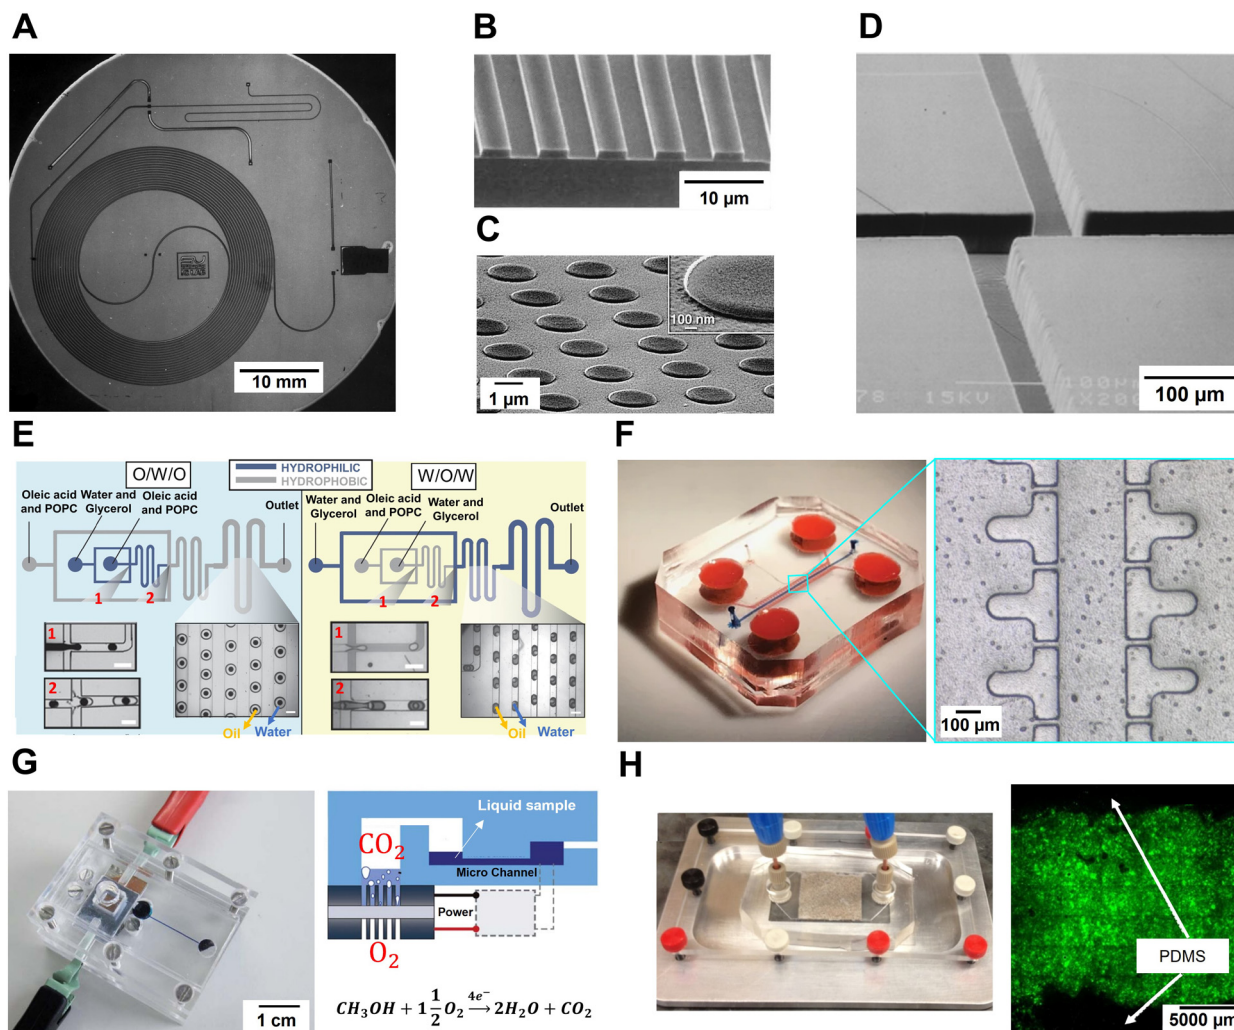 A
10 mm
B
10 µm
C
100 nm
1 µm
D
100µm
78 15KV
100 µm
E
O/W/O
HYDROPHILIC
HYDROPHOBIC
W/O/W
Oleic acid
and POPC
Water and
Glycerol
Oleic acid
and POPC
Outlet
Water and
Glycerol
Oleic acid
and POPC
Water and
Glycerol
Outlet
1
2
1
2
1
2
1
2
Oil
Water
Oil
Water
F
100 µm
G
1 cm
Liquid sample
CO₂
Micro Channel
Power
O₂
CH₃OH + 1 1/2 O₂ 4e⁻ → 2H₂O + CO₂
H
PDMS
5000 µm